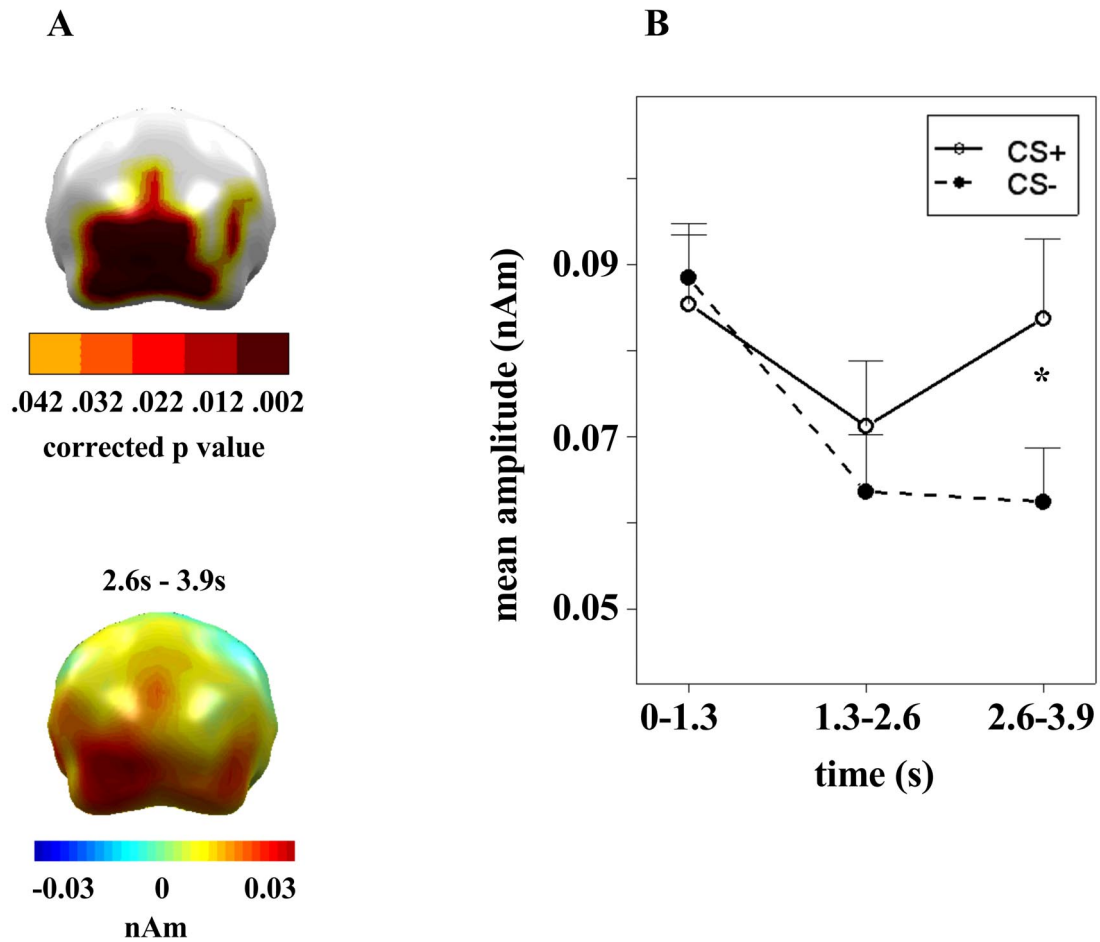 A
B
CS+
CS-
.042 .032 .022 .012 .002
corrected p value
2.6s - 3.9s
-0.03 0 0.03
nAm
mean amplitude (nAm)
0.09
*
0.07
0.05
0-1.3 1.3-2.6 2.6-3.9
time (s)